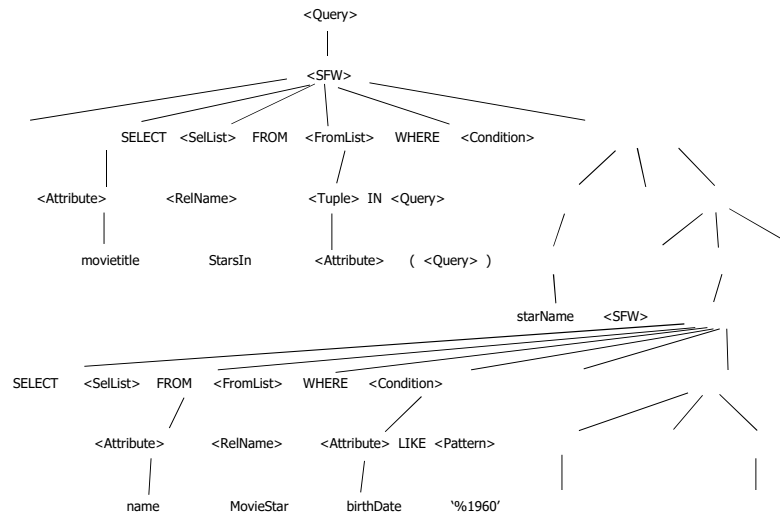 <Query>
<SFW>
SELECT <SelList> FROM <FromList> WHERE <Condition>
<Attribute> <RelName> <Tuple> IN <Query>
movietitle StarsIn <Attribute> ( <Query> )
starName <SFW>
SELECT <SelList> FROM <FromList> WHERE <Condition>
<Attribute> <RelName> <Attribute> LIKE <Pattern>
name MovieStar birthDate ‘%1960’